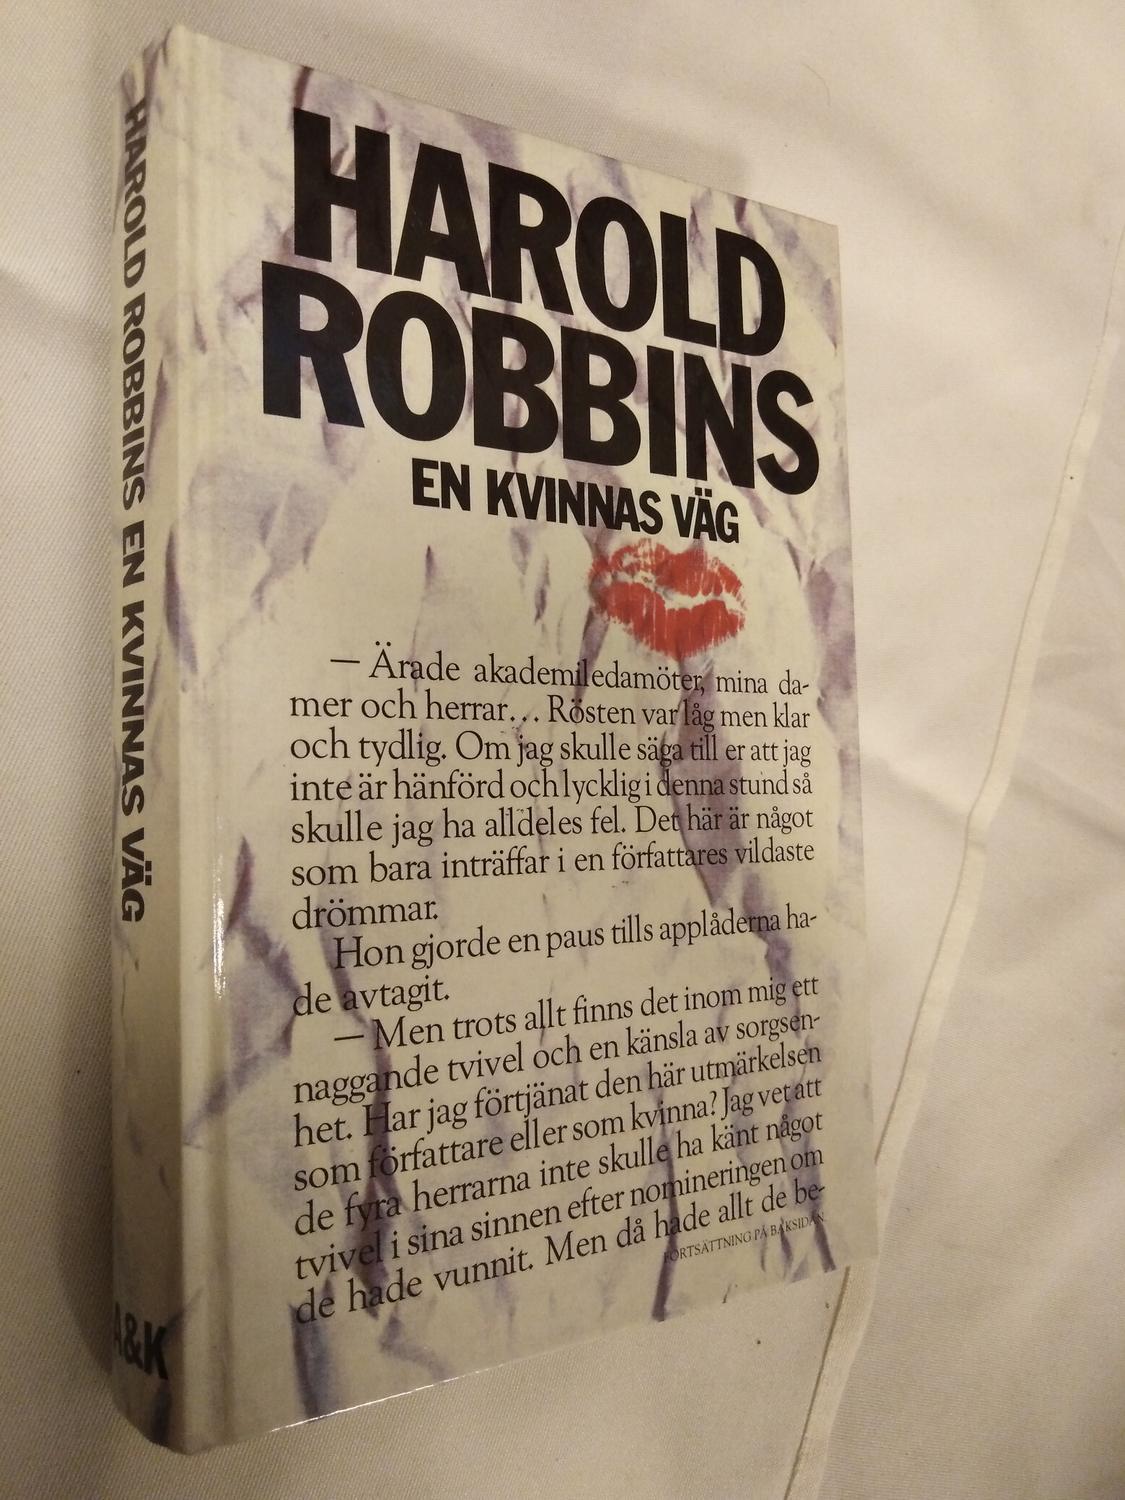 HAROLD ROBBINS EN KVINNAS VÄG
A&K
HAROLD
ROBBINS
EN KVINNAS VÄG
— Ärade akademiledamöter, mina da-
mer och herrar… Rösten var låg men klar
och tydlig. Om jag skulle säga till er att jag
inte är hänförd och lycklig i denna stund så
skulle jag ha alldeles fel. Det här är något
som bara inträffar i en författares vildaste
drömmar.
Hon gjorde en paus tills applåderna ha-
de avtagit.
— Men trots allt finns det inom mig ett
naggande tvivel och en känsla av sorgsen-
het. Har jag förtjänat den här utmärkelsen
som författare eller som kvinna? Jag vet att
de fyra herrarna inte skulle ha känt något
tvivel i sina sinnen efter nomineringen om
de hade vunnit. Men då hade allt de be-
FORTSÄTTNING PÅ BAKSIDAN